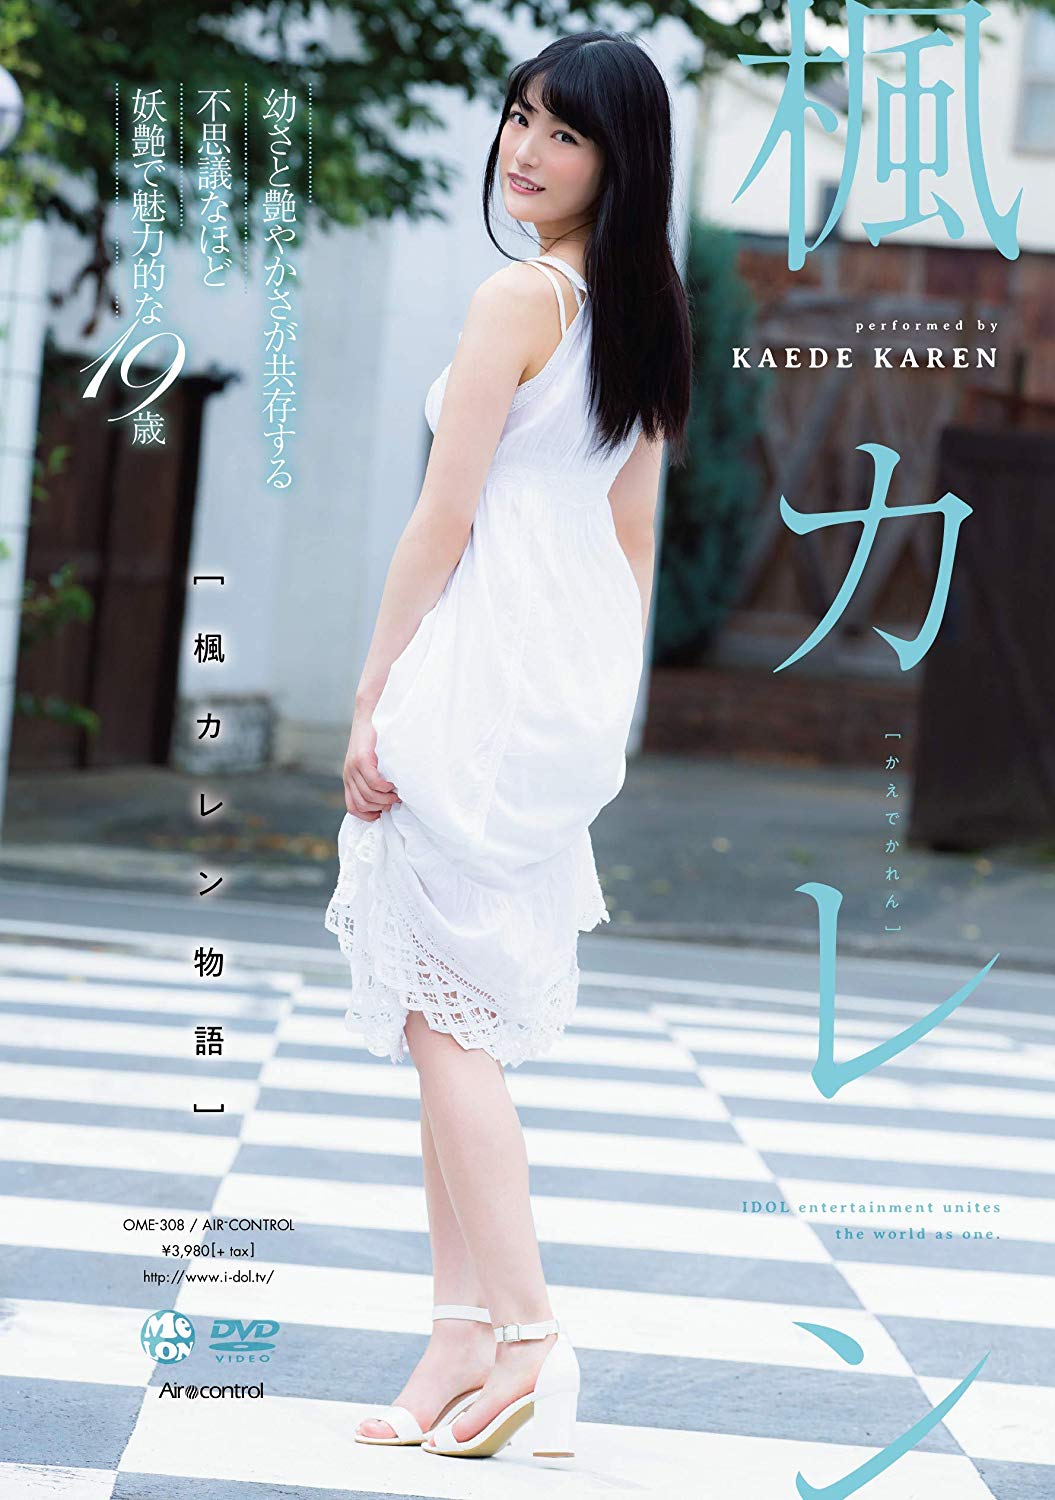 楓カレン
performed by
KAEDE KAREN
[かえでかれん]
幼さと艶やかさが共存する
不思議なほど
妖艶で魅力的な19歳
[楓カレン物語]
IDOL entertainment unites
the world as one.
OME-308 / AIR-CONTROL
¥3,980[+ tax]
http://www.i-dol.tv/
MeLON
DVD
VIDEO
Air control